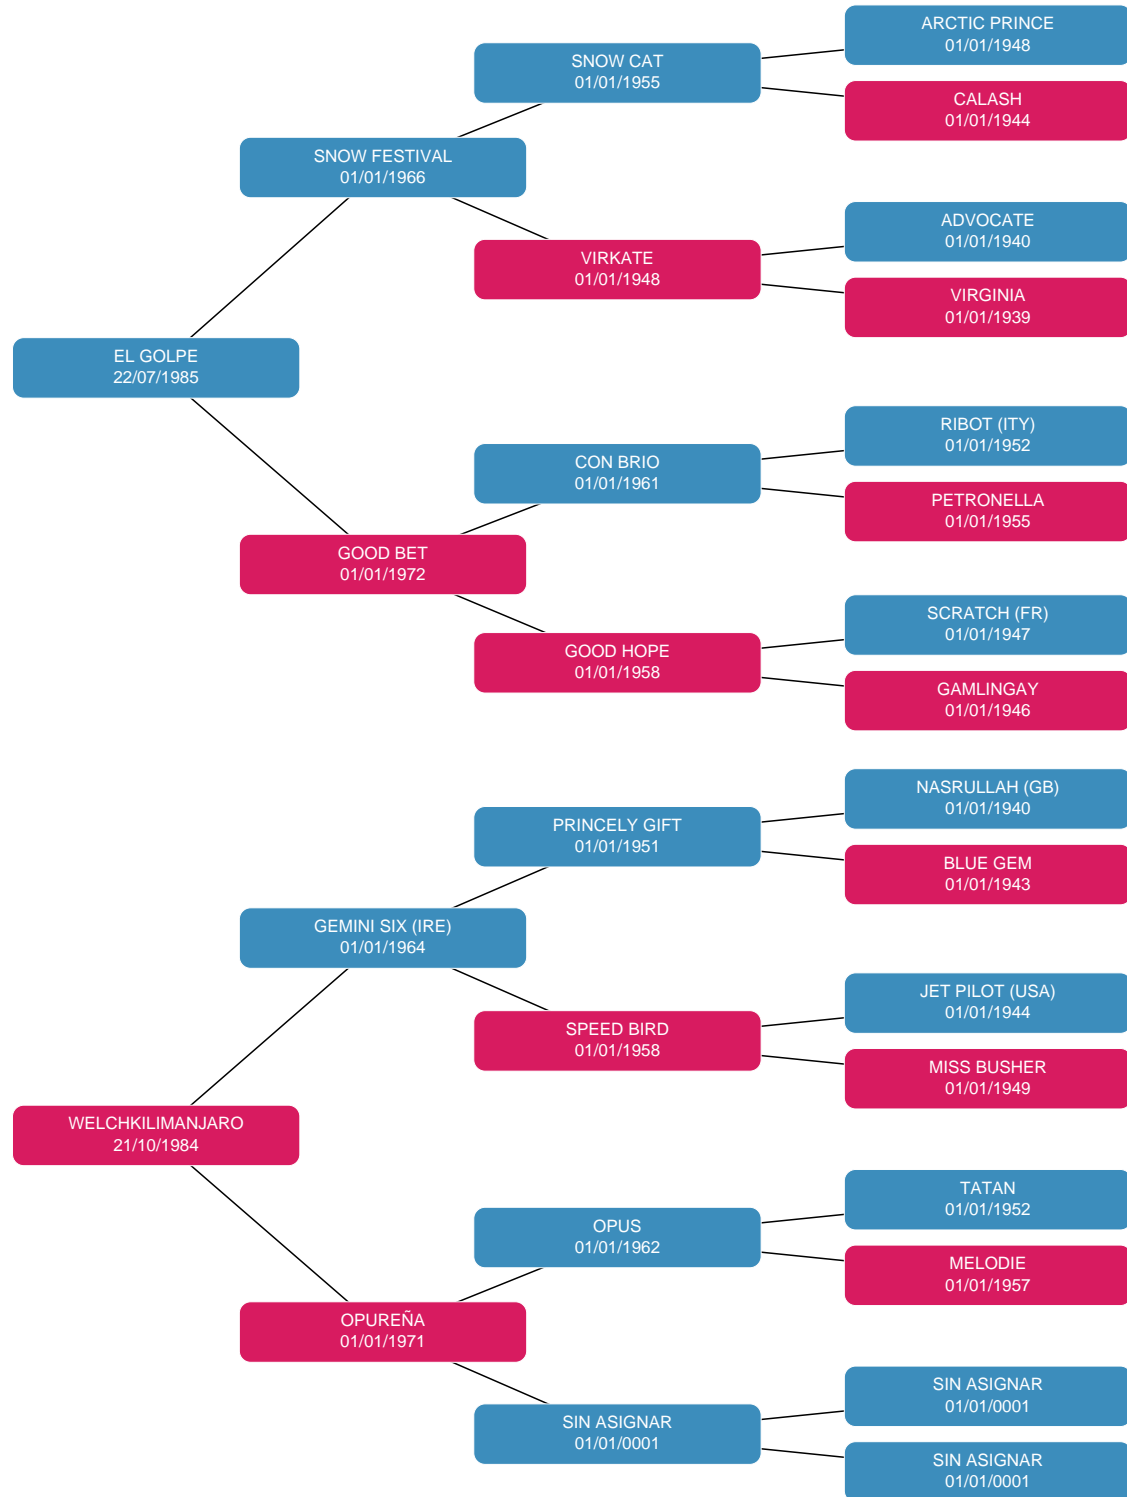 ARCTIC PRINCE
01/01/1948
SNOW CAT
01/01/1955
CALASH
01/01/1944
SNOW FESTIVAL
01/01/1966
ADVOCATE
01/01/1940
VIRKATE
01/01/1948
VIRGINIA
01/01/1939
EL GOLPE
22/07/1985
RIBOT (ITY)
01/01/1952
CON BRIO
01/01/1961
PETRONELLA
01/01/1955
GOOD BET
01/01/1972
SCRATCH (FR)
01/01/1947
GOOD HOPE
01/01/1958
GAMLINGAY
01/01/1946
NASRULLAH (GB)
01/01/1940
PRINCELY GIFT
01/01/1951
BLUE GEM
01/01/1943
GEMINI SIX (IRE)
01/01/1964
JET PILOT (USA)
01/01/1944
SPEED BIRD
01/01/1958
MISS BUSHER
01/01/1949
WELCHKILIMANJARO
21/10/1984
TATAN
01/01/1952
OPUS
01/01/1962
MELODIE
01/01/1957
OPUREÑA
01/01/1971
SIN ASIGNAR
01/01/0001
SIN ASIGNAR
01/01/0001
SIN ASIGNAR
01/01/0001